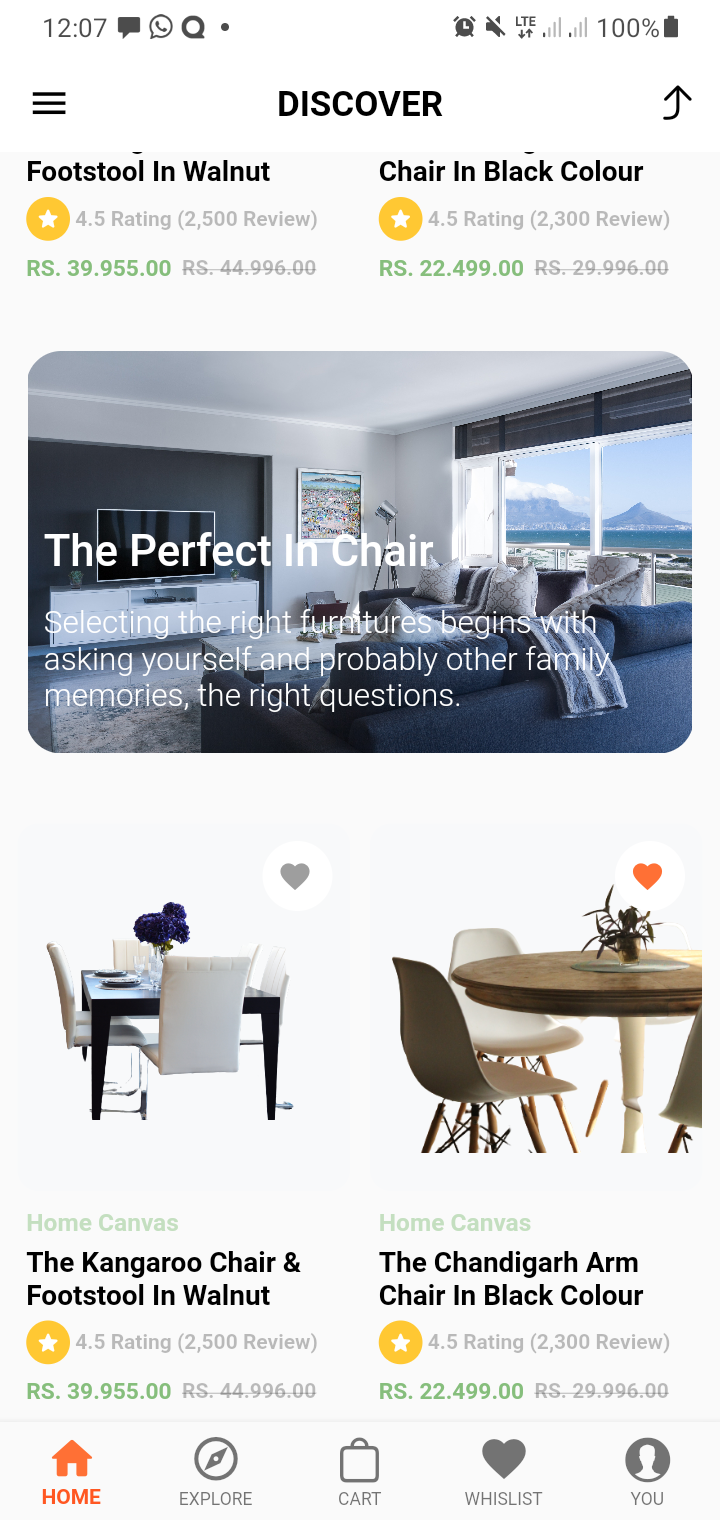 12:07
LTE
100%
DISCOVER
Footstool In Walnut
Chair In Black Colour
4.5 Rating (2,500 Review)
4.5 Rating (2,300 Review)
RS. 39.955.00 RS. 44.996.00
RS. 22.499.00 RS. 29.996.00
The Perfect In Chair
Selecting the right furnitures begins with
asking yourself and probably other family
memories, the right questions.
Home Canvas
The Kangaroo Chair &
Footstool In Walnut
4.5 Rating (2,500 Review)
RS. 39.955.00 RS. 44.996.00
Home Canvas
The Chandigarh Arm
Chair In Black Colour
4.5 Rating (2,300 Review)
RS. 22.499.00 RS. 29.996.00
HOME
EXPLORE
CART
WHISLIST
YOU